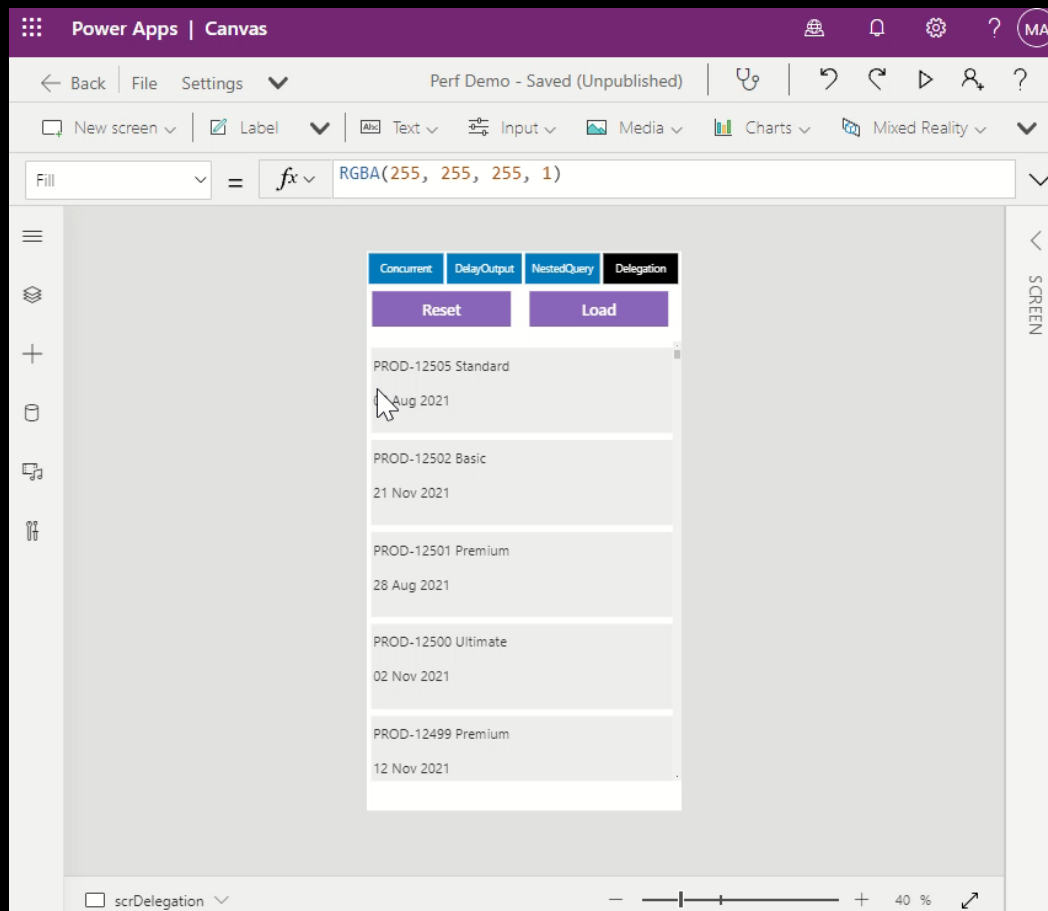 Power Apps | Canvas
? MA
Back File Settings Perf Demo - Saved (Unpublished) ?
New screen Label Abc Text Input Media Charts Mixed Reality
Fill = fx RGBA(255, 255, 255, 1)
SCREEN
Concurrent DelayOutput NestedQuery Delegation
Reset Load
PROD-12505 Standard
Aug 2021
PROD-12502 Basic
21 Nov 2021
PROD-12501 Premium
28 Aug 2021
PROD-12500 Ultimate
02 Nov 2021
PROD-12499 Premium
12 Nov 2021
scrDelegation 40 %